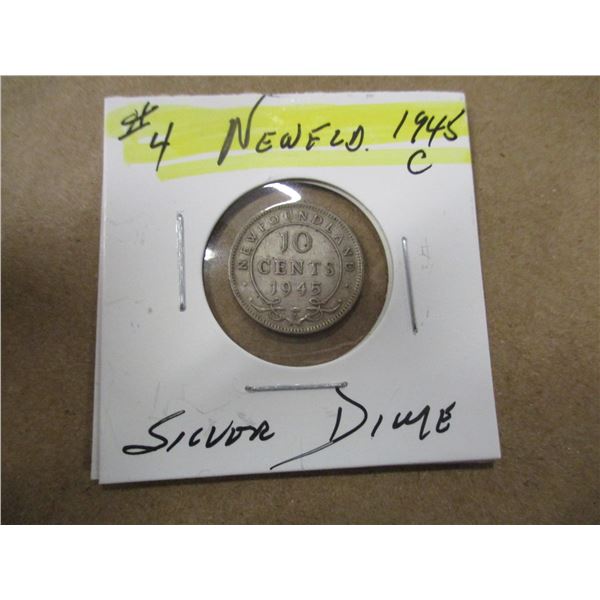 #4 NEWFLD. 1945
C
NEWFOUNDLAND
10
CENTS
1945
C
SILVER DIME